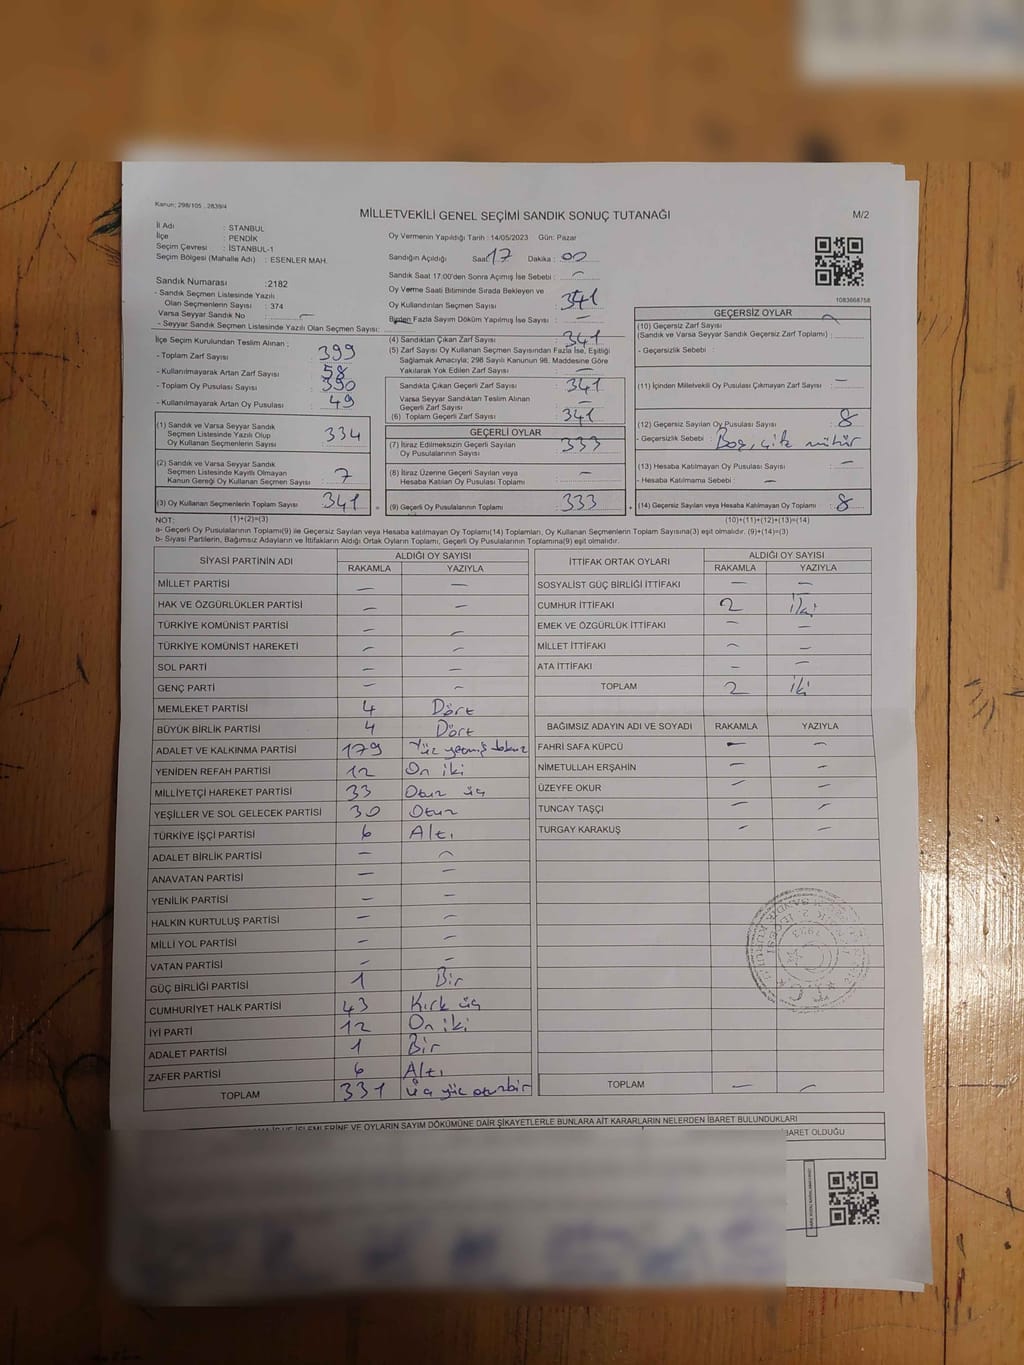 Kanun: 298/105 , 2839/4
MİLLETVEKİLİ GENEL SEÇİMİ SANDIK SONUÇ TUTANAĞI
M/2
İl Adı : İSTANBUL
İlçe : PENDİK
Seçim Çevresi : İSTANBUL-1
Seçim Bölgesi (Mahalle Adı) : ESENLER MAH.
Oy Vermenin Yapıldığı Tarih : 14/05/2023 Gün: Pazar
Sandığın Açıldığı Saat 17 Dakika : 00
Sandık Saat 17:00'den Sonra Açımış İse Sebebi : —
1083668758
Sandık Numarası : 2182
- Sandık Seçmen Listesinde Yazılı
Olan Seçmenlerin Sayısı : 374
Varsa Seyyar Sandık No : —
- Seyyar Sandık Seçmen Listesinde Yazılı Olan Seçmen Sayısı:
Oy Verme Saati Bitiminde Sırada Bekleyen ve
Oy Kullandırılan Seçmen Sayısı : 341
Birden Fazla Sayım Döküm Yapılmış İse Sayısı : —
İlçe Seçim Kurulundan Teslim Alınan ;
- Toplam Zarf Sayısı : 399
- Kullanılmayarak Artan Zarf Sayısı : 58
- Toplam Oy Pusulası Sayısı :
- Kullanılmayarak Artan Oy Pusulası : 49
(1) Sandık ve Varsa Seyyar Sandık
Seçmen Listesinde Yazılı Olup
Oy Kullanan Seçmenlerin Sayısı : 334
(2) Sandık ve Varsa Seyyar Sandık
Seçmen Listesinde Kayıtlı Olmayan
Kanun Gereği Oy Kullanan Seçmen Sayısı : 7
(3) Oy Kullanan Seçmenlerin Toplam Sayısı : 341
(4) Sandıktan Çıkan Zarf Sayısı : 341
(5) Zarf Sayısı Oy Kullanan Seçmen Sayısından Fazla İse, Eşitliği
Sağlamak Amacıyla; 298 Sayılı Kanunun 98. Maddesine Göre
Yakılarak Yok Edilen Zarf Sayısı : —
Sandıkta Çıkan Geçerli Zarf Sayısı : 341
Varsa Seyyar Sandıktan Teslim Alınan
Geçerli Zarf Sayısı : —
(6) Toplam Geçerli Zarf Sayısı : 341
GEÇERLİ OYLAR
(7) İtiraz Edilmeksizin Geçerli Sayılan
Oy Pusulalarının Sayısı : 333
(8) İtiraz Üzerine Geçerli Sayılan veya
Hesaba Katılan Oy Pusulası Toplamı : —
(9) Geçerli Oy Pusulalarının Toplamı : 333
GEÇERSİZ OYLAR
(10) Geçersiz Zarf Sayısı
(Sandık ve Varsa Seyyar Sandık Geçersiz Zarf Toplamı) :
- Geçersizlik Sebebi :
(11) İçinden Milletvekil Oy Pusulası Çıkmayan Zarf Sayısı : —
(12) Geçersiz Sayılan Oy Pusulası Sayısı : 8
- Geçersizlik Sebebi : Boş, çift mühür
(13) Hesaba Katılmayan Oy Pusulası Sayısı : —
- Hesaba Katılmama Sebebi : —
(14) Geçersiz Sayılan veya Hesaba Katılmayan Oy Toplamı : 8
NOT: (1)+(2)=(3) (10)+(11)+(12)+(13)=(14)
a- Geçerli Oy Pusulalarının Toplamı(9) ile Geçersiz Sayılan veya Hesaba Katılmayan Oy Toplamı(14) Toplamları, Oy Kullanan Seçmenlerin Toplam Sayısına(3) eşit olmalıdır. (9)+(14)=(3)
b- Siyasi Partilerin, Bağımsız Adayların ve İttifakların Aldığı Ortak Oyların Toplamı, Geçerli Oy Pusulalarının Toplamına(9) eşit olmalıdır.
SİYASİ PARTİNİN ADI ALDIĞI OY SAYISI
RAKAMLA YAZIYLA
MİLLET PARTİSİ — —
HAK VE ÖZGÜRLÜKLER PARTİSİ — —
TÜRKİYE KOMÜNİST PARTİSİ — —
TÜRKİYE KOMÜNİST HAREKETİ — —
SOL PARTİ — —
GENÇ PARTİ — —
MEMLEKET PARTİSİ 4 Dört
BÜYÜK BİRLİK PARTİSİ 4 Dört
ADALET VE KALKINMA PARTİSİ 179 Yüz yetmiş dokuz
YENİDEN REFAH PARTİSİ 12 On iki
MİLLİYETÇİ HAREKET PARTİSİ 33 Otuz üç
YEŞİLLER VE SOL GELECEK PARTİSİ 30 Otuz
TÜRKİYE İŞÇİ PARTİSİ 6 Altı
ADALET BİRLİK PARTİSİ — —
ANAVATAN PARTİSİ — —
YENİLİK PARTİSİ — —
HALKIN KURTULUŞ PARTİSİ — —
MİLLİ YOL PARTİSİ — —
VATAN PARTİSİ — —
GÜÇ BİRLİĞİ PARTİSİ 1 Bir
CUMHURİYET HALK PARTİSİ 43 Kırk üç
İYİ PARTİ 12 On iki
ADALET PARTİSİ 1 Bir
ZAFER PARTİSİ 6 Altı
TOPLAM 331 üç yüz otuzbir
İTTİFAK ORTAK OYLARI ALDIĞI OY SAYISI
RAKAMLA YAZIYLA
SOSYALİST GÜÇ BİRLİĞİ İTTİFAKI — —
CUMHUR İTTİFAKI 2 iki
EMEK VE ÖZGÜRLÜK İTTİFAKI — —
MİLLET İTTİFAKI — —
ATA İTTİFAKI — —
TOPLAM 2 iki
BAĞIMSIZ ADAYIN ADI VE SOYADI RAKAMLA YAZIYLA
FAHRİ SAFA KÜPCÜ — —
NİMETULLAH ERŞAHİN — —
ÜZEYFE OKUR — —
TUNCAY TAŞÇI — —
TURGAY KARAKUŞ — —
TOPLAM — —
T.C.
İŞLEMLERİNE VE OYLARIN SAYIM DÖKÜMÜNE DAİR ŞİKAYETLERLE BUNLARA AİT KARARLARIN NELERDEN İBARET BULUNDUKLARI
İBARET OLDUĞU